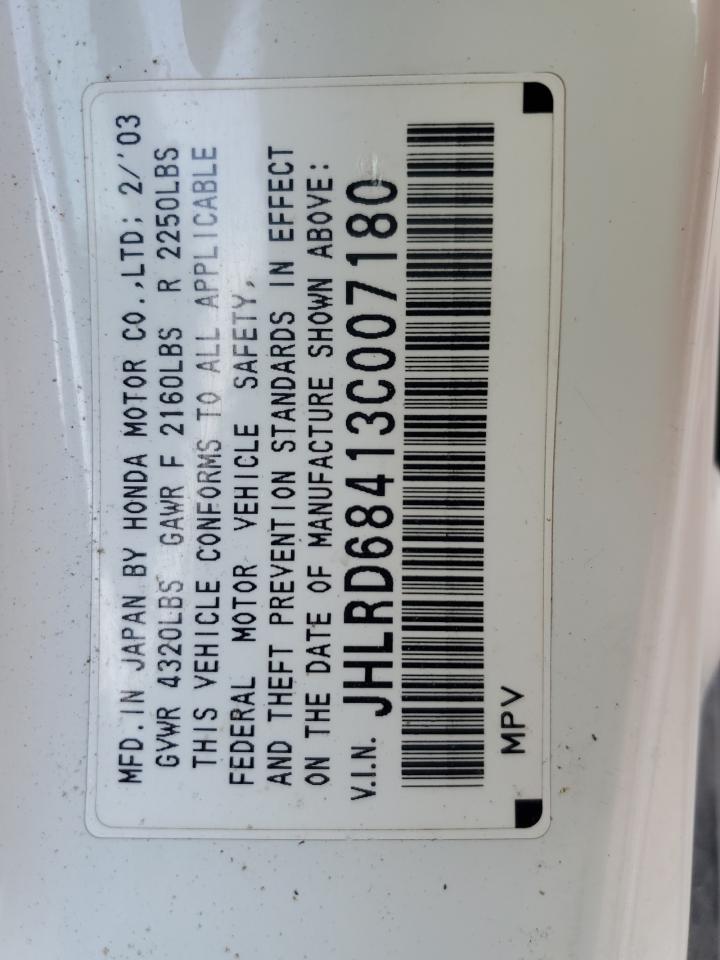 MFD.IN JAPAN BY HONDA MOTOR CO.,LTD; 2/'03
GVWR 4320LBS GAWR F 2160LBS R 2250LBS
THIS VEHICLE CONFORMS TO ALL APPLICABLE
FEDERAL MOTOR VEHICLE SAFETY,
AND THEFT PREVENTION STANDARDS IN EFFECT
ON THE DATE OF MANUFACTURE SHOWN ABOVE:
V.I.N. JHLRD68413C007180
MPV